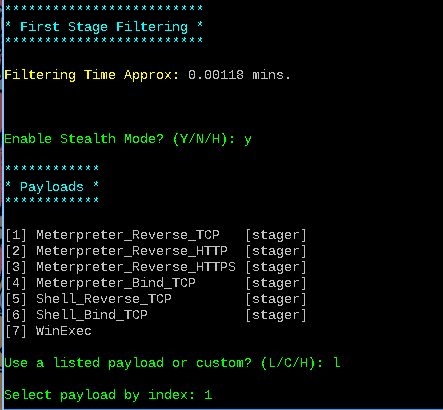 *************************
* First Stage Filtering *
*************************
Filtering Time Approx: 0.00118 mins.
Enable Stealth Mode? (Y/N/H): y
************
* Payloads *
************
[1] Meterpreter_Reverse_TCP [stager]
[2] Meterpreter_Reverse_HTTP [stager]
[3] Meterpreter_Reverse_HTTPS [stager]
[4] Meterpreter_Bind_TCP [stager]
[5] Shell_Reverse_TCP [stager]
[6] Shell_Bind_TCP [stager]
[7] WinExec
Use a listed payload or custom? (L/C/H): l
Select payload by index: 1